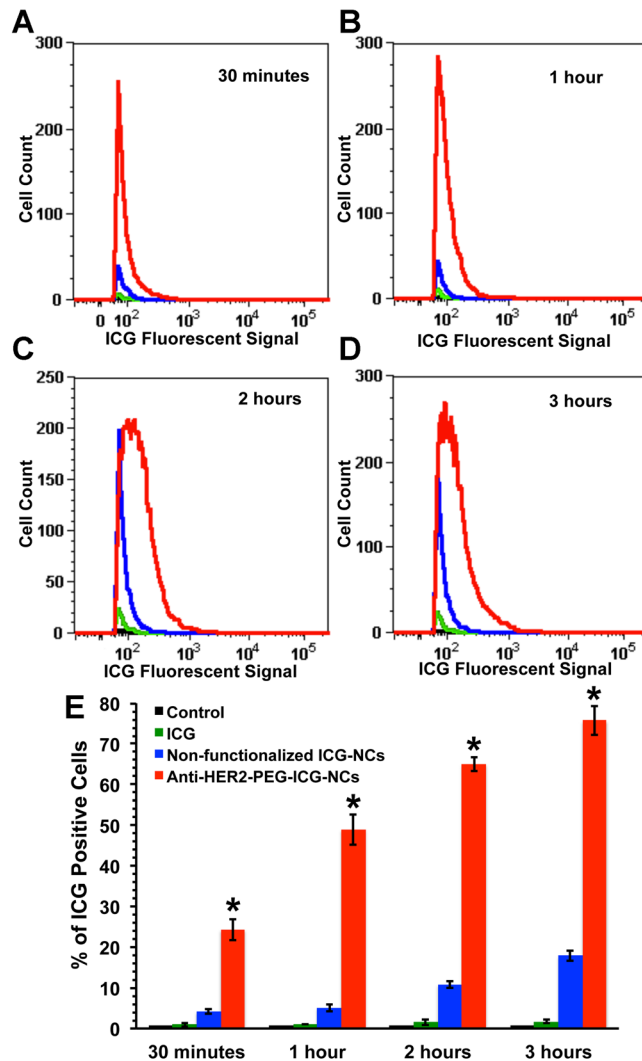 A
300
200
100
0
Cell Count
30 minutes
0 10² 10³ 10⁴ 10⁵
ICG Fluorescent Signal
B
300
200
100
0
Cell Count
1 hour
10² 10³ 10⁴ 10⁵
ICG Fluorescent Signal
C
250
200
150
100
50
0
Cell Count
2 hours
10² 10³ 10⁴ 10⁵
ICG Fluorescent Signal
D
300
200
100
0
Cell Count
3 hours
10² 10³ 10⁴ 10⁵
ICG Fluorescent Signal
E
80
70
60
50
40
30
20
10
0
% of ICG Positive Cells
Control
ICG
Non-functionalized ICG-NCs
Anti-HER2-PEG-ICG-NCs
* * * *
30 minutes 1 hour 2 hours 3 hours